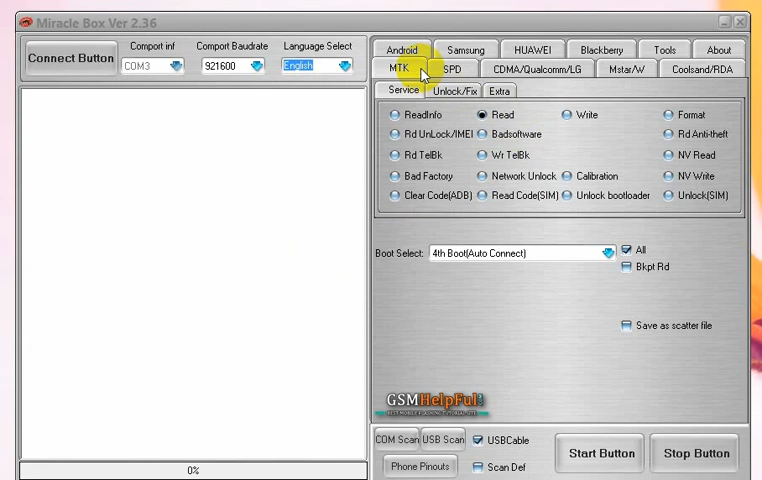 Miracle Box Ver 2.36
Connect Button
Comport inf
Comport Baudrate
Language Select
COM3
921600
English
Android
Samsung
HUAWEI
Blackberry
Tools
About
MTK
SPD
CDMA/Qualcomm/LG
Mstar/W
Coolsand/RDA
Service
Unlock/Fix
Extra
ReadInfo
Read
Write
Format
Rd UnLock/IMEI
Badsoftware
Rd Anti-theft
Rd TelBk
Wr TelBk
NV Read
Bad Factory
Network Unlock
Calibration
NV Write
Clear Code(ADB)
Read Code(SIM)
Unlock bootloader
Unlock(SIM)
Boot Select:
4th Boot(Auto Connect)
All
Bkpt Rd
Save as scatter file
GSMHelpFul
BEST MOBILE FLASHING TUTORIAL SITE
COM Scan
USB Scan
USBCable
Start Button
Stop Button
Phone Pinouts
Scan Def
0%